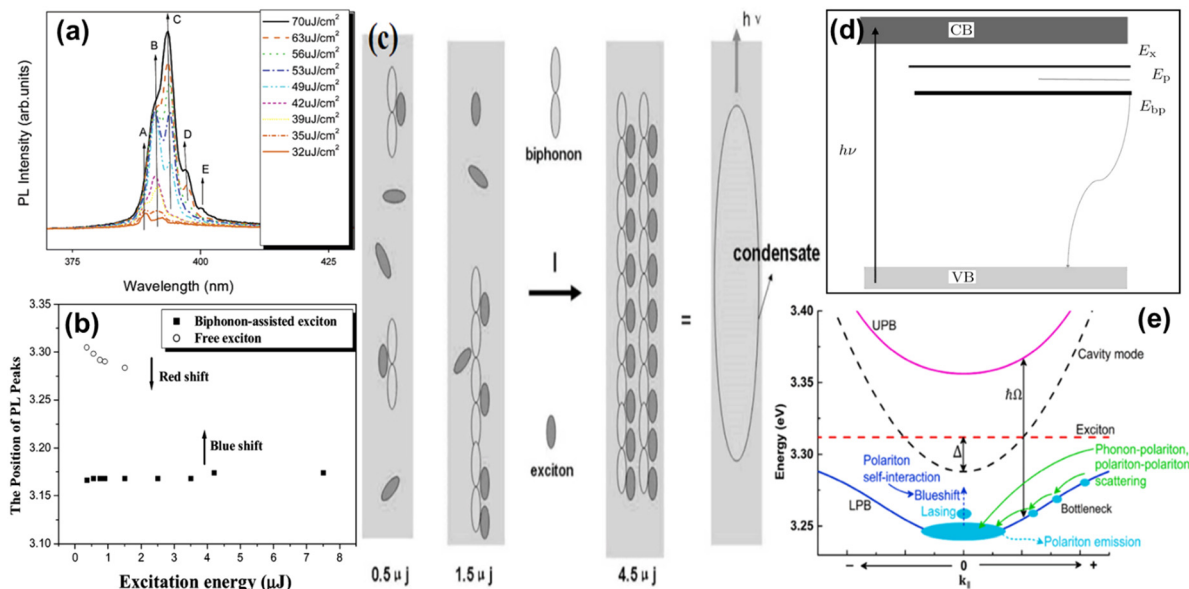 (a)
C
B
A
D
E
70uJ/cm²
63uJ/cm²
56uJ/cm²
53uJ/cm²
49uJ/cm²
42uJ/cm²
39uJ/cm²
35uJ/cm²
32uJ/cm²
PL Intensity (arb.units)
375
400
425
Wavelength (nm)
(b)
3.35
3.30
3.25
3.20
3.15
3.10
Biphonon-assisted exciton
Free exciton
Red shift
Blue shift
The Position of PL Peaks
0 1 2 3 4 5 6 7 8
Excitation energy (μJ)
(c)
h ν
biphonon
I
exciton
=
condensate
0.5 μ j
1.5 μ j
4.5 μ j
(d)
CB
Eₓ
Eₚ
E_bp
hν
VB
(e)
3.40
3.35
3.30
3.25
Energy (eV)
UPB
Cavity mode
ħΩ
Exciton
Δ
Phonon-polariton,
polariton-polariton
scattering
Polariton
self-interaction
Blueshift
Lasing
LPB
Bottleneck
Polariton emission
− 0 +
k∥